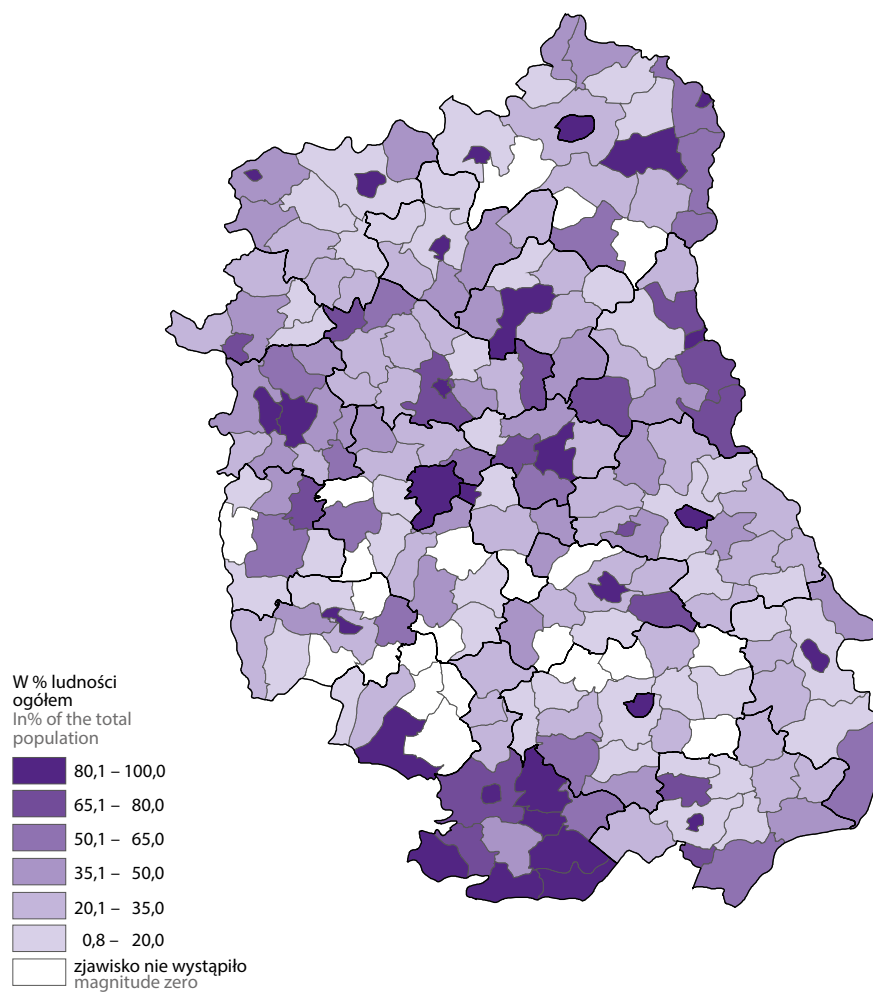 W % ludności
ogółem
In% of the total
population
80,1 – 100,0
65,1 – 80,0
50,1 – 65,0
35,1 – 50,0
20,1 – 35,0
0,8 – 20,0
zjawisko nie wystąpiło
magnitude zero